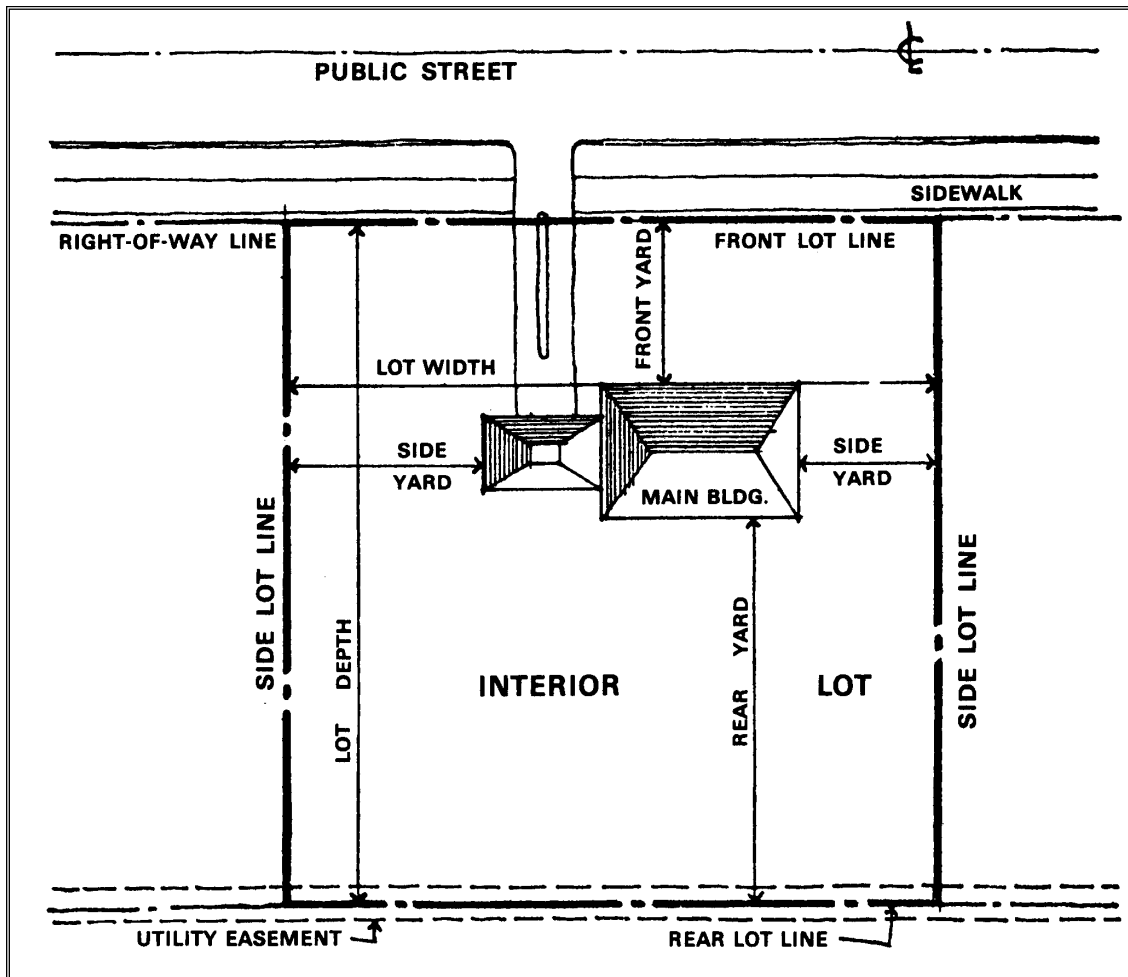 PUBLIC STREET
SIDEWALK
RIGHT-OF-WAY LINE
FRONT LOT LINE
FRONT YARD
LOT WIDTH
SIDE
YARD
SIDE
YARD
MAIN BLDG.
SIDE LOT LINE
LOT DEPTH
INTERIOR LOT
REAR YARD
SIDE LOT LINE
UTILITY EASEMENT
REAR LOT LINE